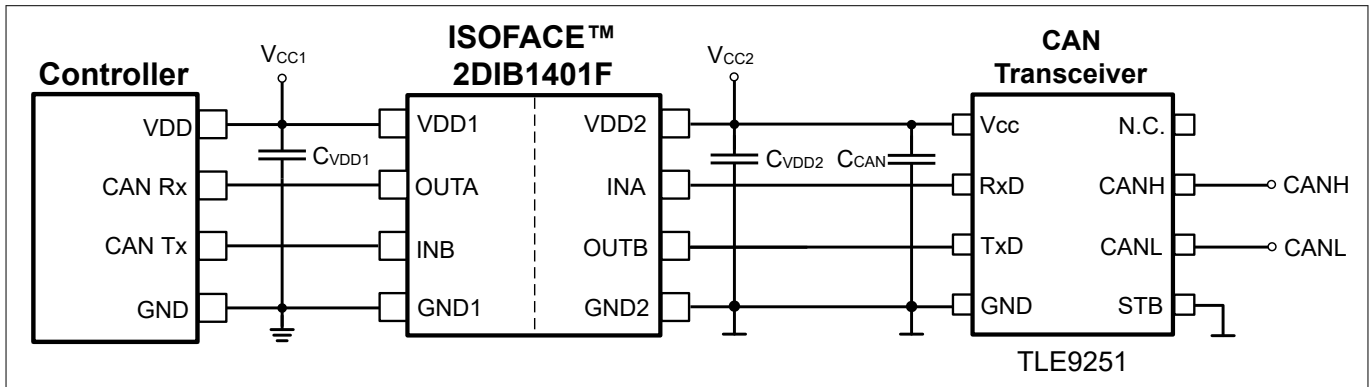 Controller
VDD
CAN Rx
CAN Tx
GND
VCC1
CVDD1
ISOFACE™
2DIB1401F
VDD1
OUTA
INB
GND1
VDD2
INA
OUTB
GND2
VCC2
CVDD2
CCAN
CAN
Transceiver
Vcc
RxD
TxD
GND
N.C.
CANH
CANL
STB
CANH
CANL
TLE9251